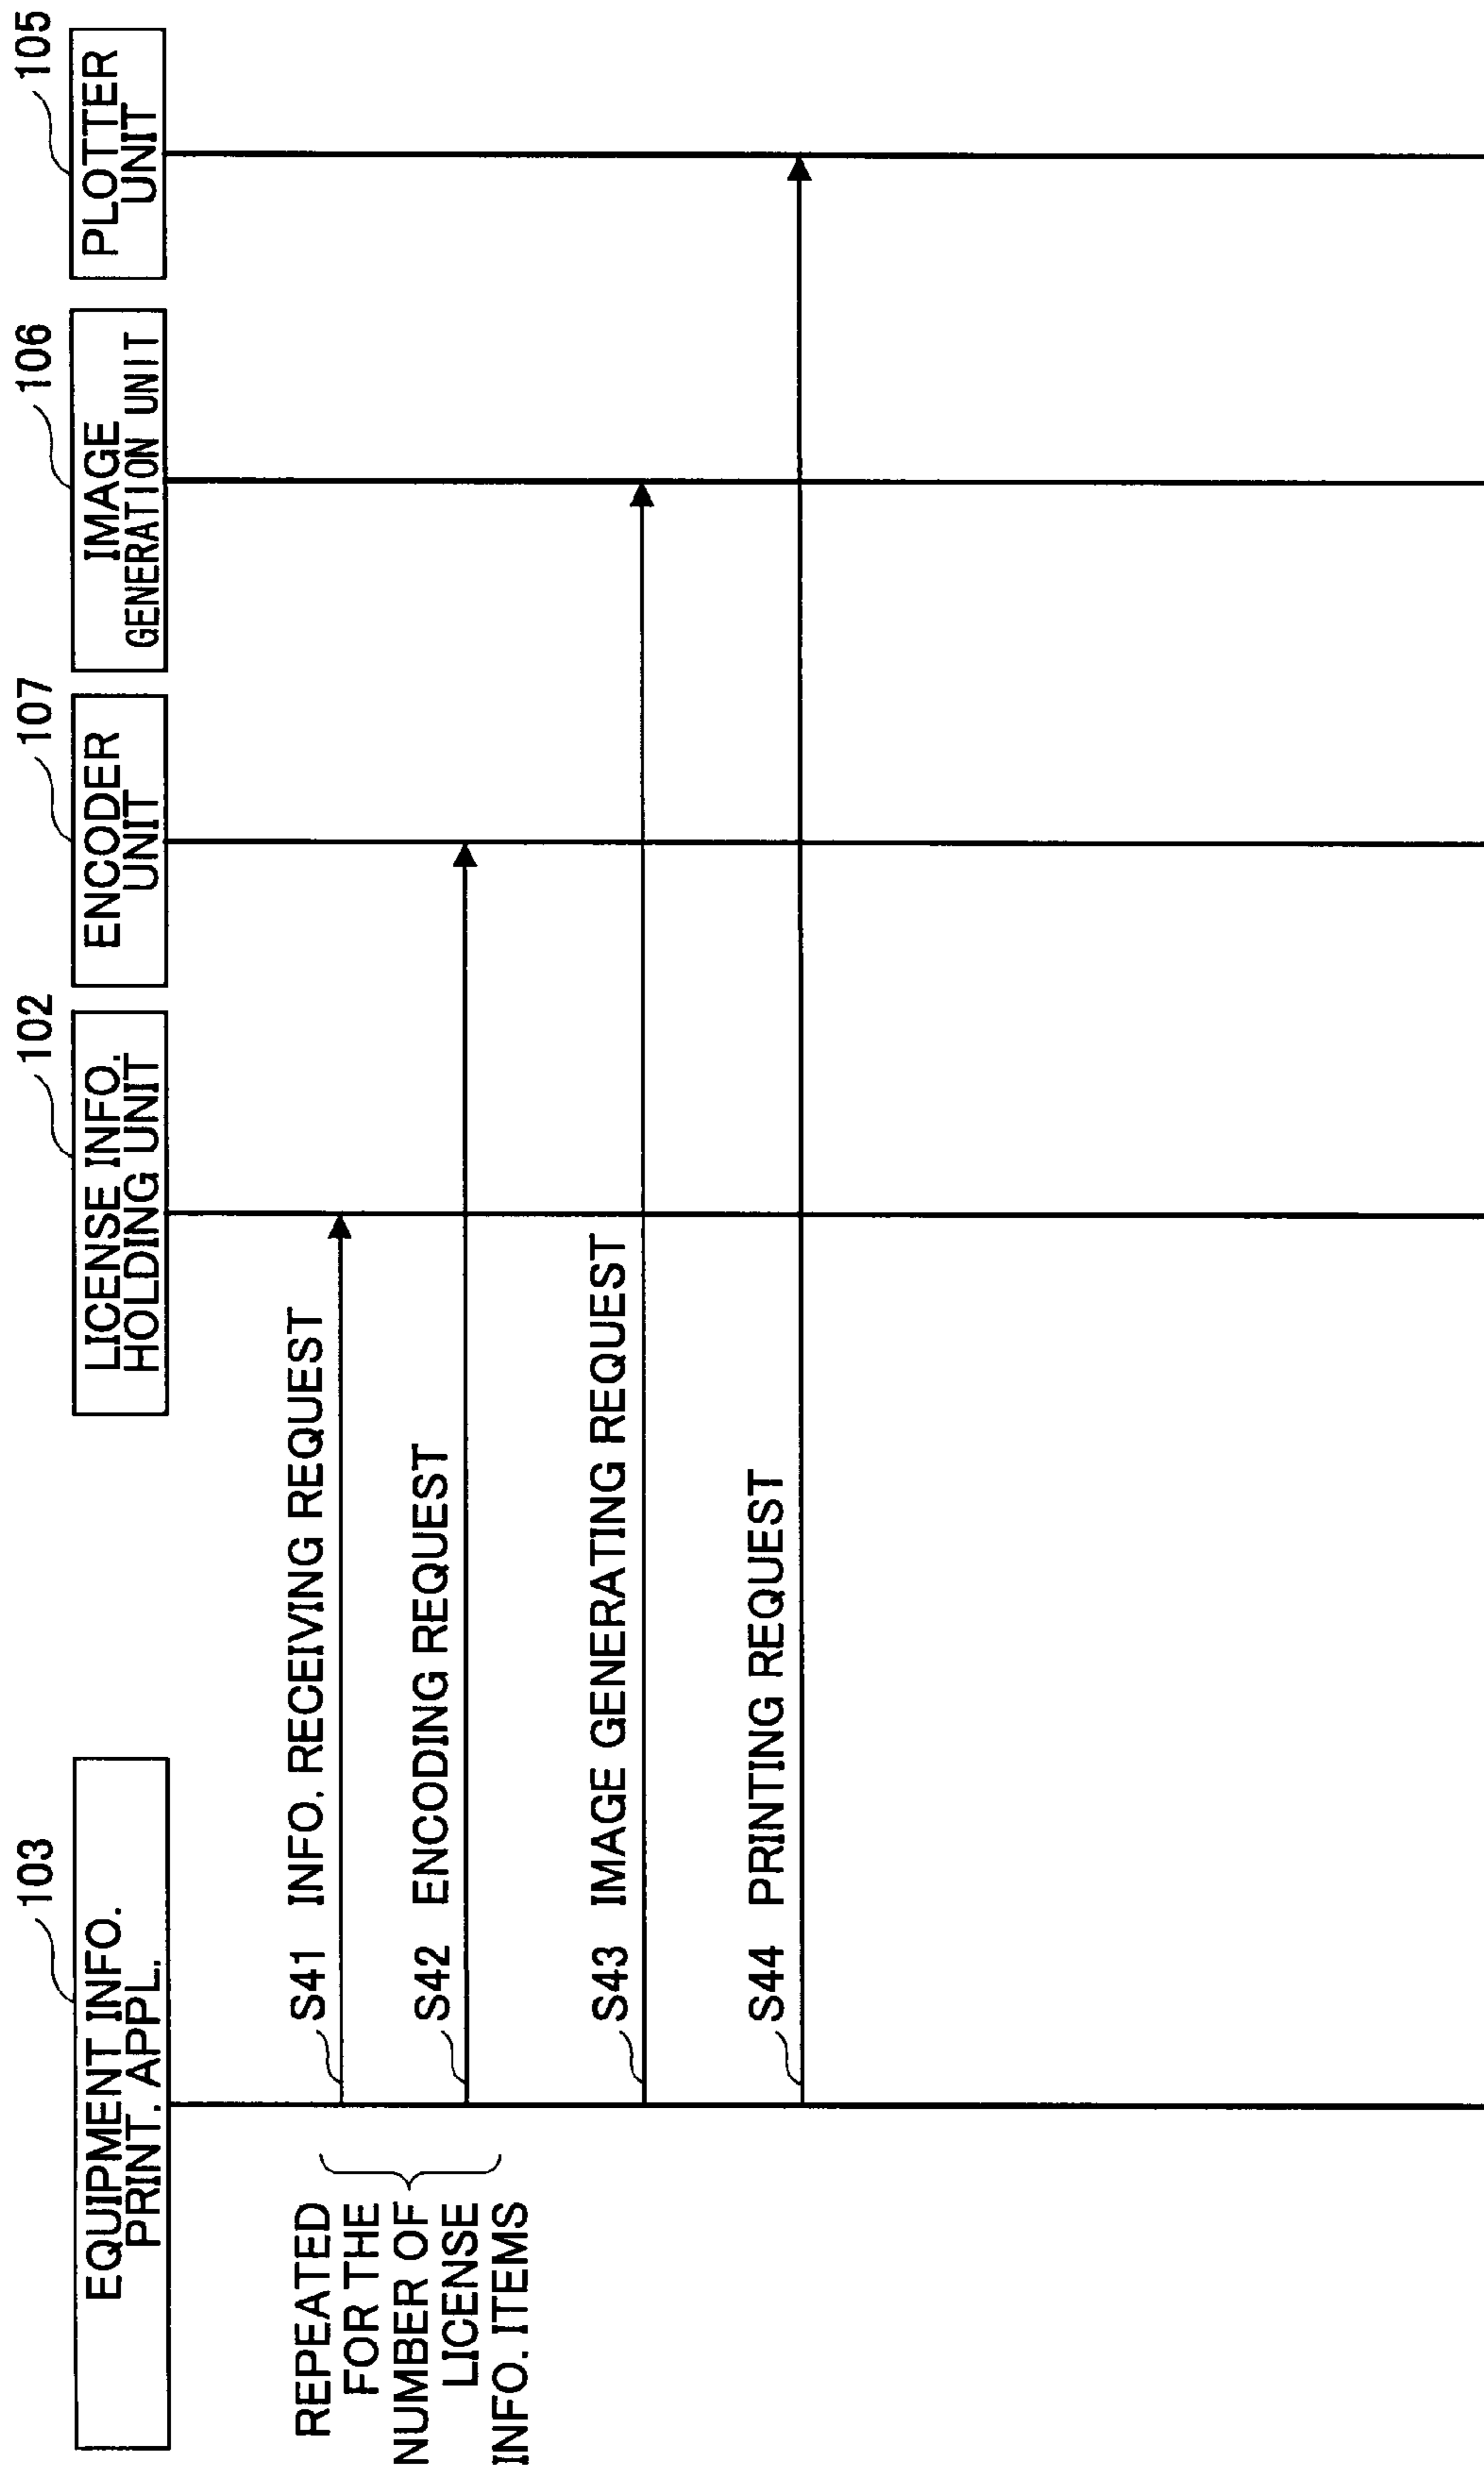 103
EQUIPMENT INFO.
PRINT. APPL.
102
LICENSE INFO.
HOLDING UNIT
107
ENCODER
UNIT
106
IMAGE
GENERATION UNIT
105
PLOTTER
UNIT
REPEATED
FOR THE
NUMBER OF
LICENSE
INFO. ITEMS
S41 INFO. RECEIVING REQUEST
S42 ENCODING REQUEST
S43 IMAGE GENERATING REQUEST
S44 PRINTING REQUEST